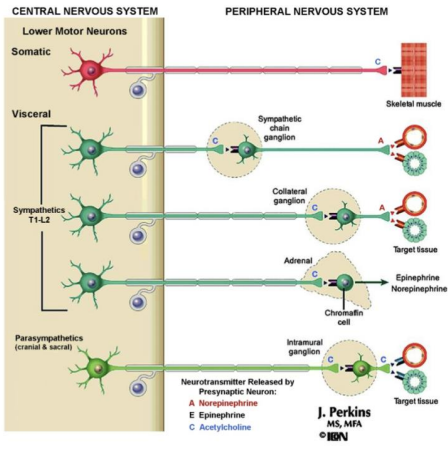 CENTRAL NERVOUS SYSTEM
PERIPHERAL NERVOUS SYSTEM
Lower Motor Neurons
Somatic
C
Skeletal muscle
Visceral
Sympathetic
chain
ganglion
C
A
Sympathetics
T1-L2
Collateral
ganglion
C
A
Target tissue
Adrenal
C
Epinephrine
Norepinephrine
Chromafin
cell
Parasympathetics
(cranial & sacral)
Intramural
ganglion
C
C
Target tissue
Neurotransmitter Released by
Presynaptic Neuron:
A Norepinephrine
E Epinephrine
C Acetylcholine
J. Perkins
MS, MFA
©IBN